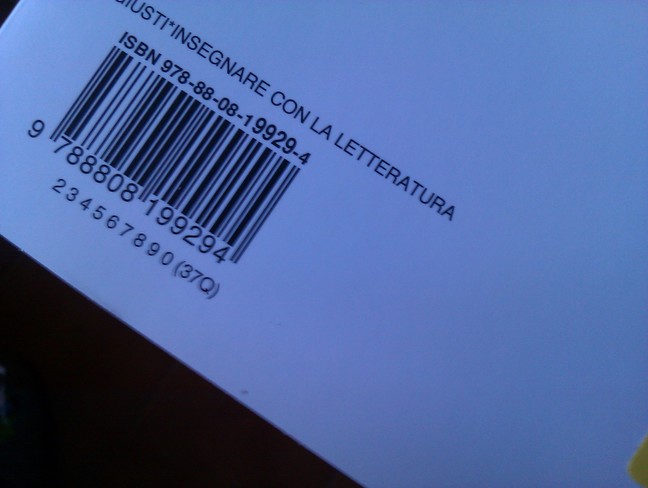 GIUSTI*INSEGNARE CON LA LETTERATURA
ISBN 978-88-08-19929-4
9 788808 199294
2 3 4 5 6 7 8 9 0 (37Q)